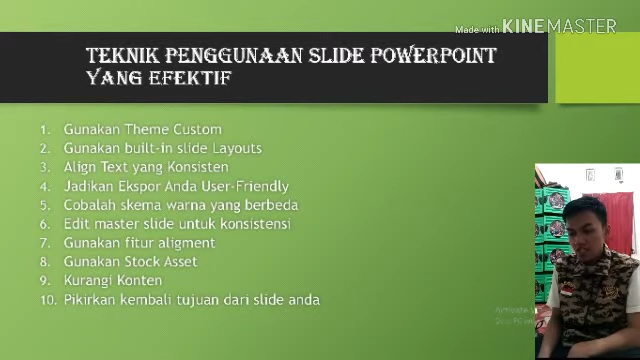 Made with KINEMASTER
TEKNIK PENGGUNAAN SLIDE POWERPOINT
YANG EFEKTIF
1. Gunakan Theme Custom
2. Gunakan built-in slide Layouts
3. Align Text yang Konsisten
4. Jadikan Ekspor Anda User-Friendly
5. Cobalah skema warna yang berbeda
6. Edit master slide untuk konsistensi
7. Gunakan fitur aligment
8. Gunakan Stock Asset
9. Kurangi Konten
10. Pikirkan kembali tujuan dari slide anda